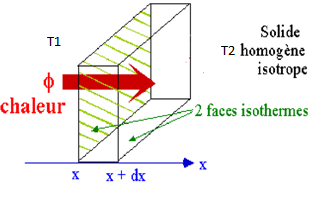 T1
Solide
T2 homogène
isotrope
ϕ
chaleur
2 faces isothermes
x
x x + dx